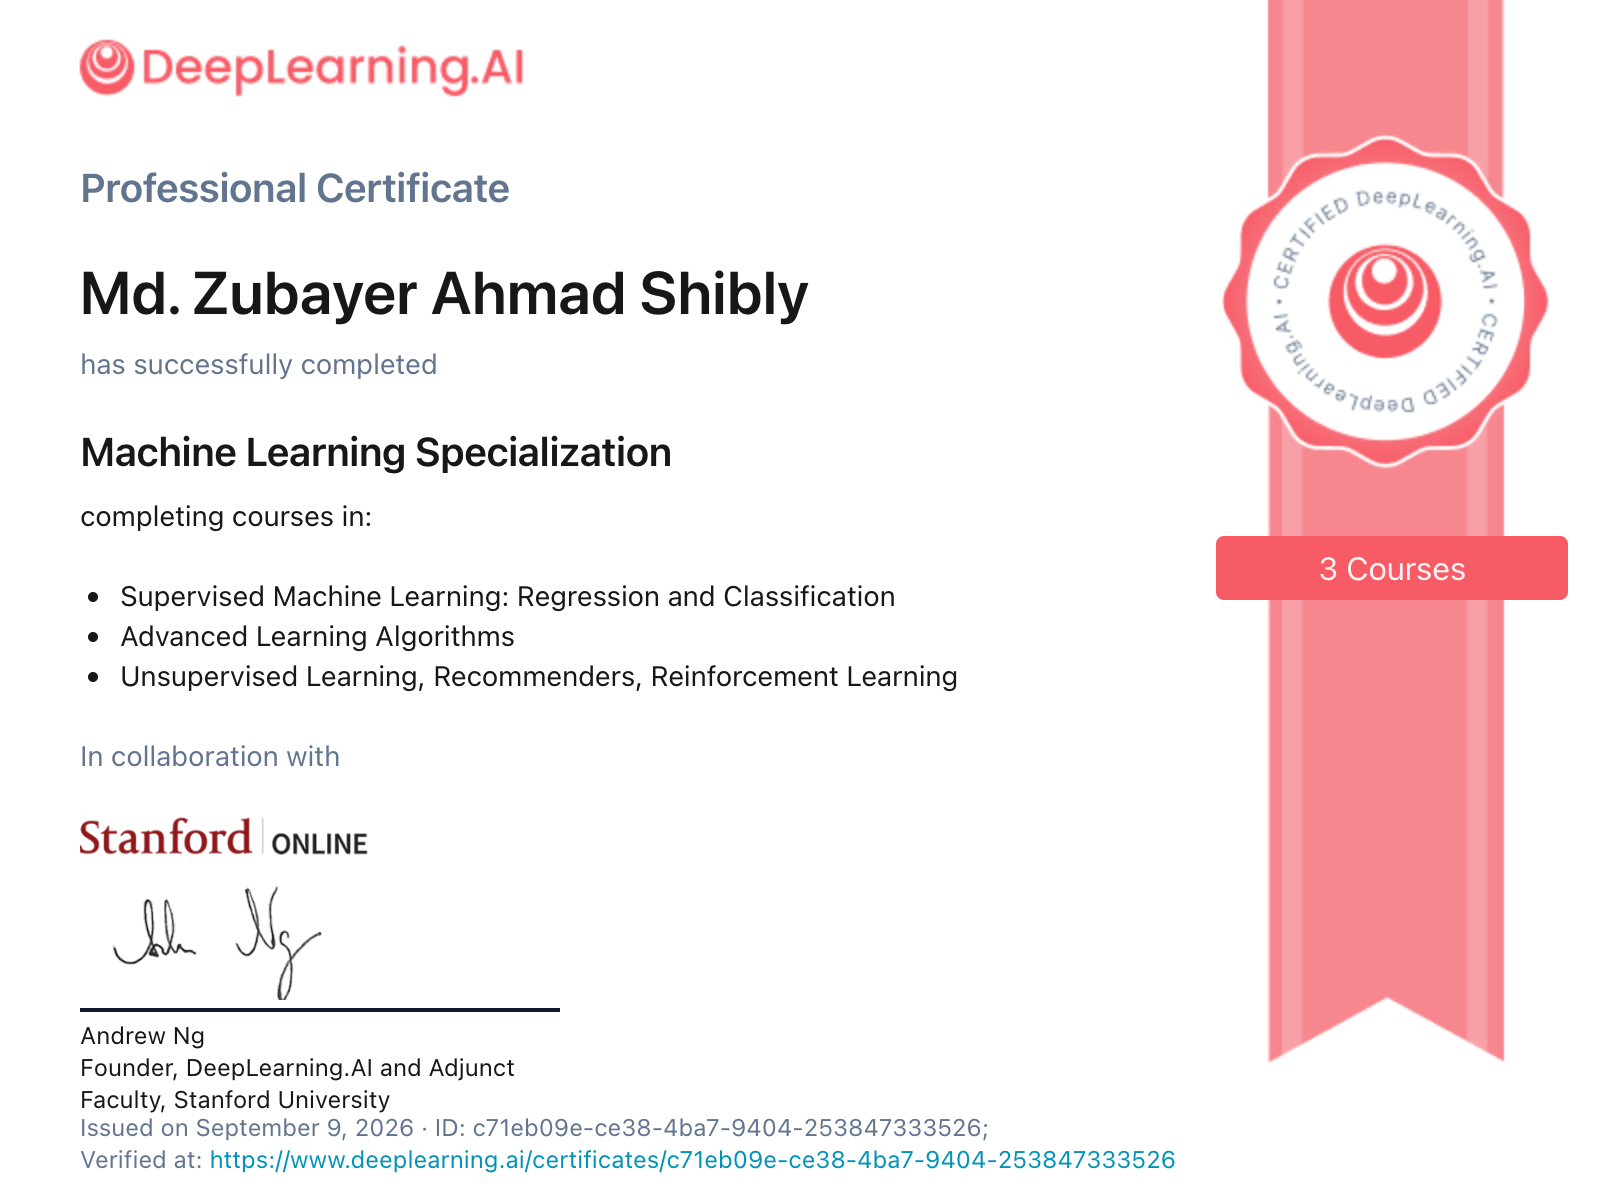 DeepLearning.AI
Professional Certificate
Md. Zubayer Ahmad Shibly
has successfully completed
Machine Learning Specialization
completing courses in:
Supervised Machine Learning: Regression and Classification
Advanced Learning Algorithms
Unsupervised Learning, Recommenders, Reinforcement Learning
In collaboration with
Stanford ONLINE
Andrew Ng
Founder, DeepLearning.AI and Adjunct
Faculty, Stanford University
Issued on September 9, 2026 · ID: c71eb09e-ce38-4ba7-9404-253847333526;
Verified at: https://www.deeplearning.ai/certificates/c71eb09e-ce38-4ba7-9404-253847333526
CERTIFIED DeepLearning.AI • CERTIFIED DeepLearning.AI •
3 Courses